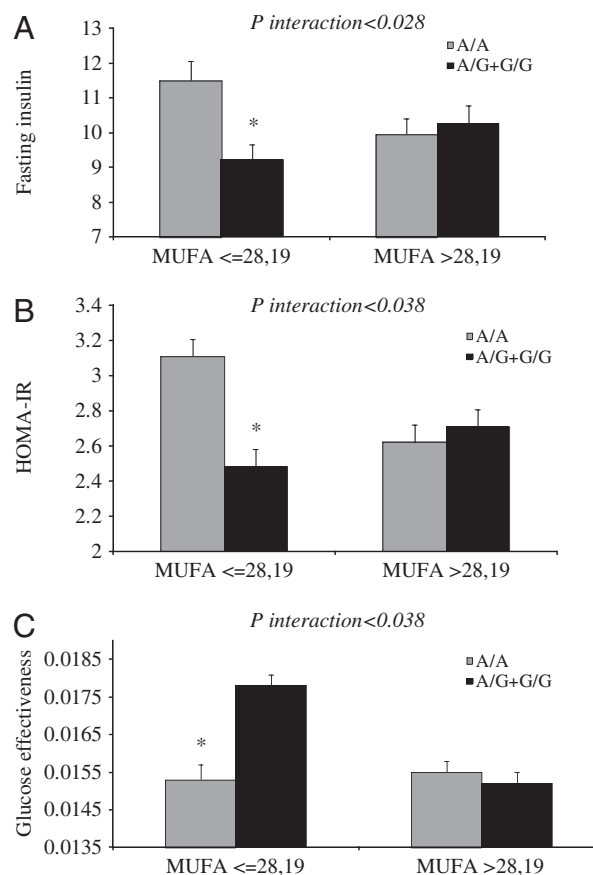 A
P interaction<0.028
A/A
A/G+G/G
Fasting insulin
13
12
11
10
9
8
7
*
MUFA <=28,19
MUFA >28,19
B
P interaction<0.038
A/A
A/G+G/G
HOMA-IR
3.4
3.2
3
2.8
2.6
2.4
2.2
2
*
MUFA <=28,19
MUFA >28,19
C
P interaction<0.038
A/A
A/G+G/G
Glucose effectiveness
0.0185
0.0175
0.0165
0.0155
0.0145
0.0135
*
MUFA <=28,19
MUFA >28,19